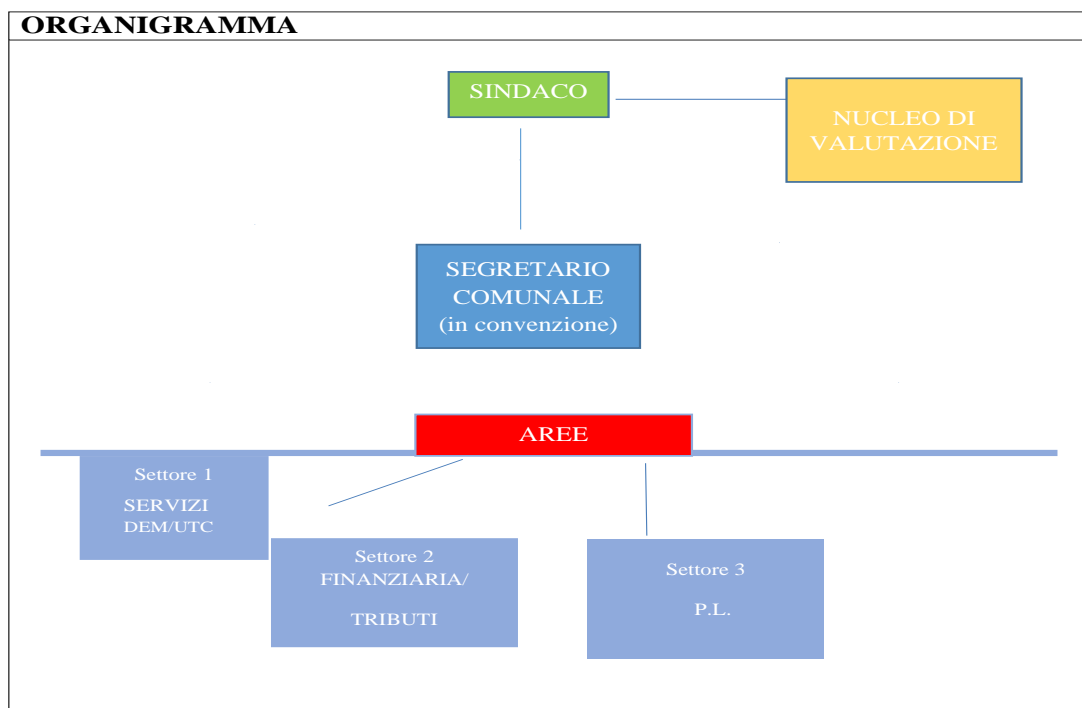 ORGANIGRAMMA
SINDACO
NUCLEO DI
VALUTAZIONE
SEGRETARIO
COMUNALE
(in convenzione)
AREE
Settore 1
SERVIZI
DEM/UTC
Settore 2
FINANZIARIA/
TRIBUTI
Settore 3
P.L.